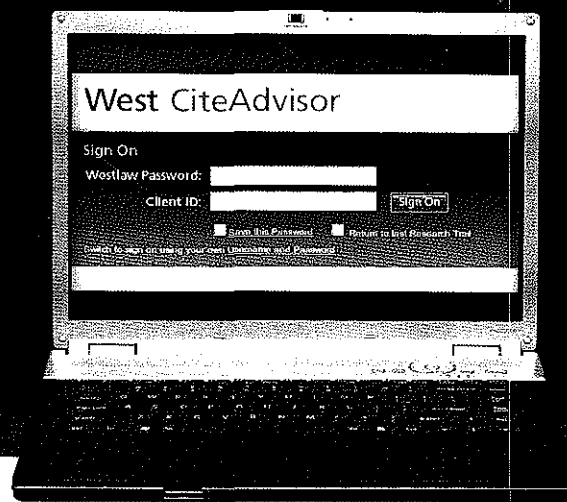 West CiteAdvisor
Sign On
Westlaw Password:
Client ID:
Sign On
Save this Password
Return to last Research Trail
Switch to sign on using your own Username and Password